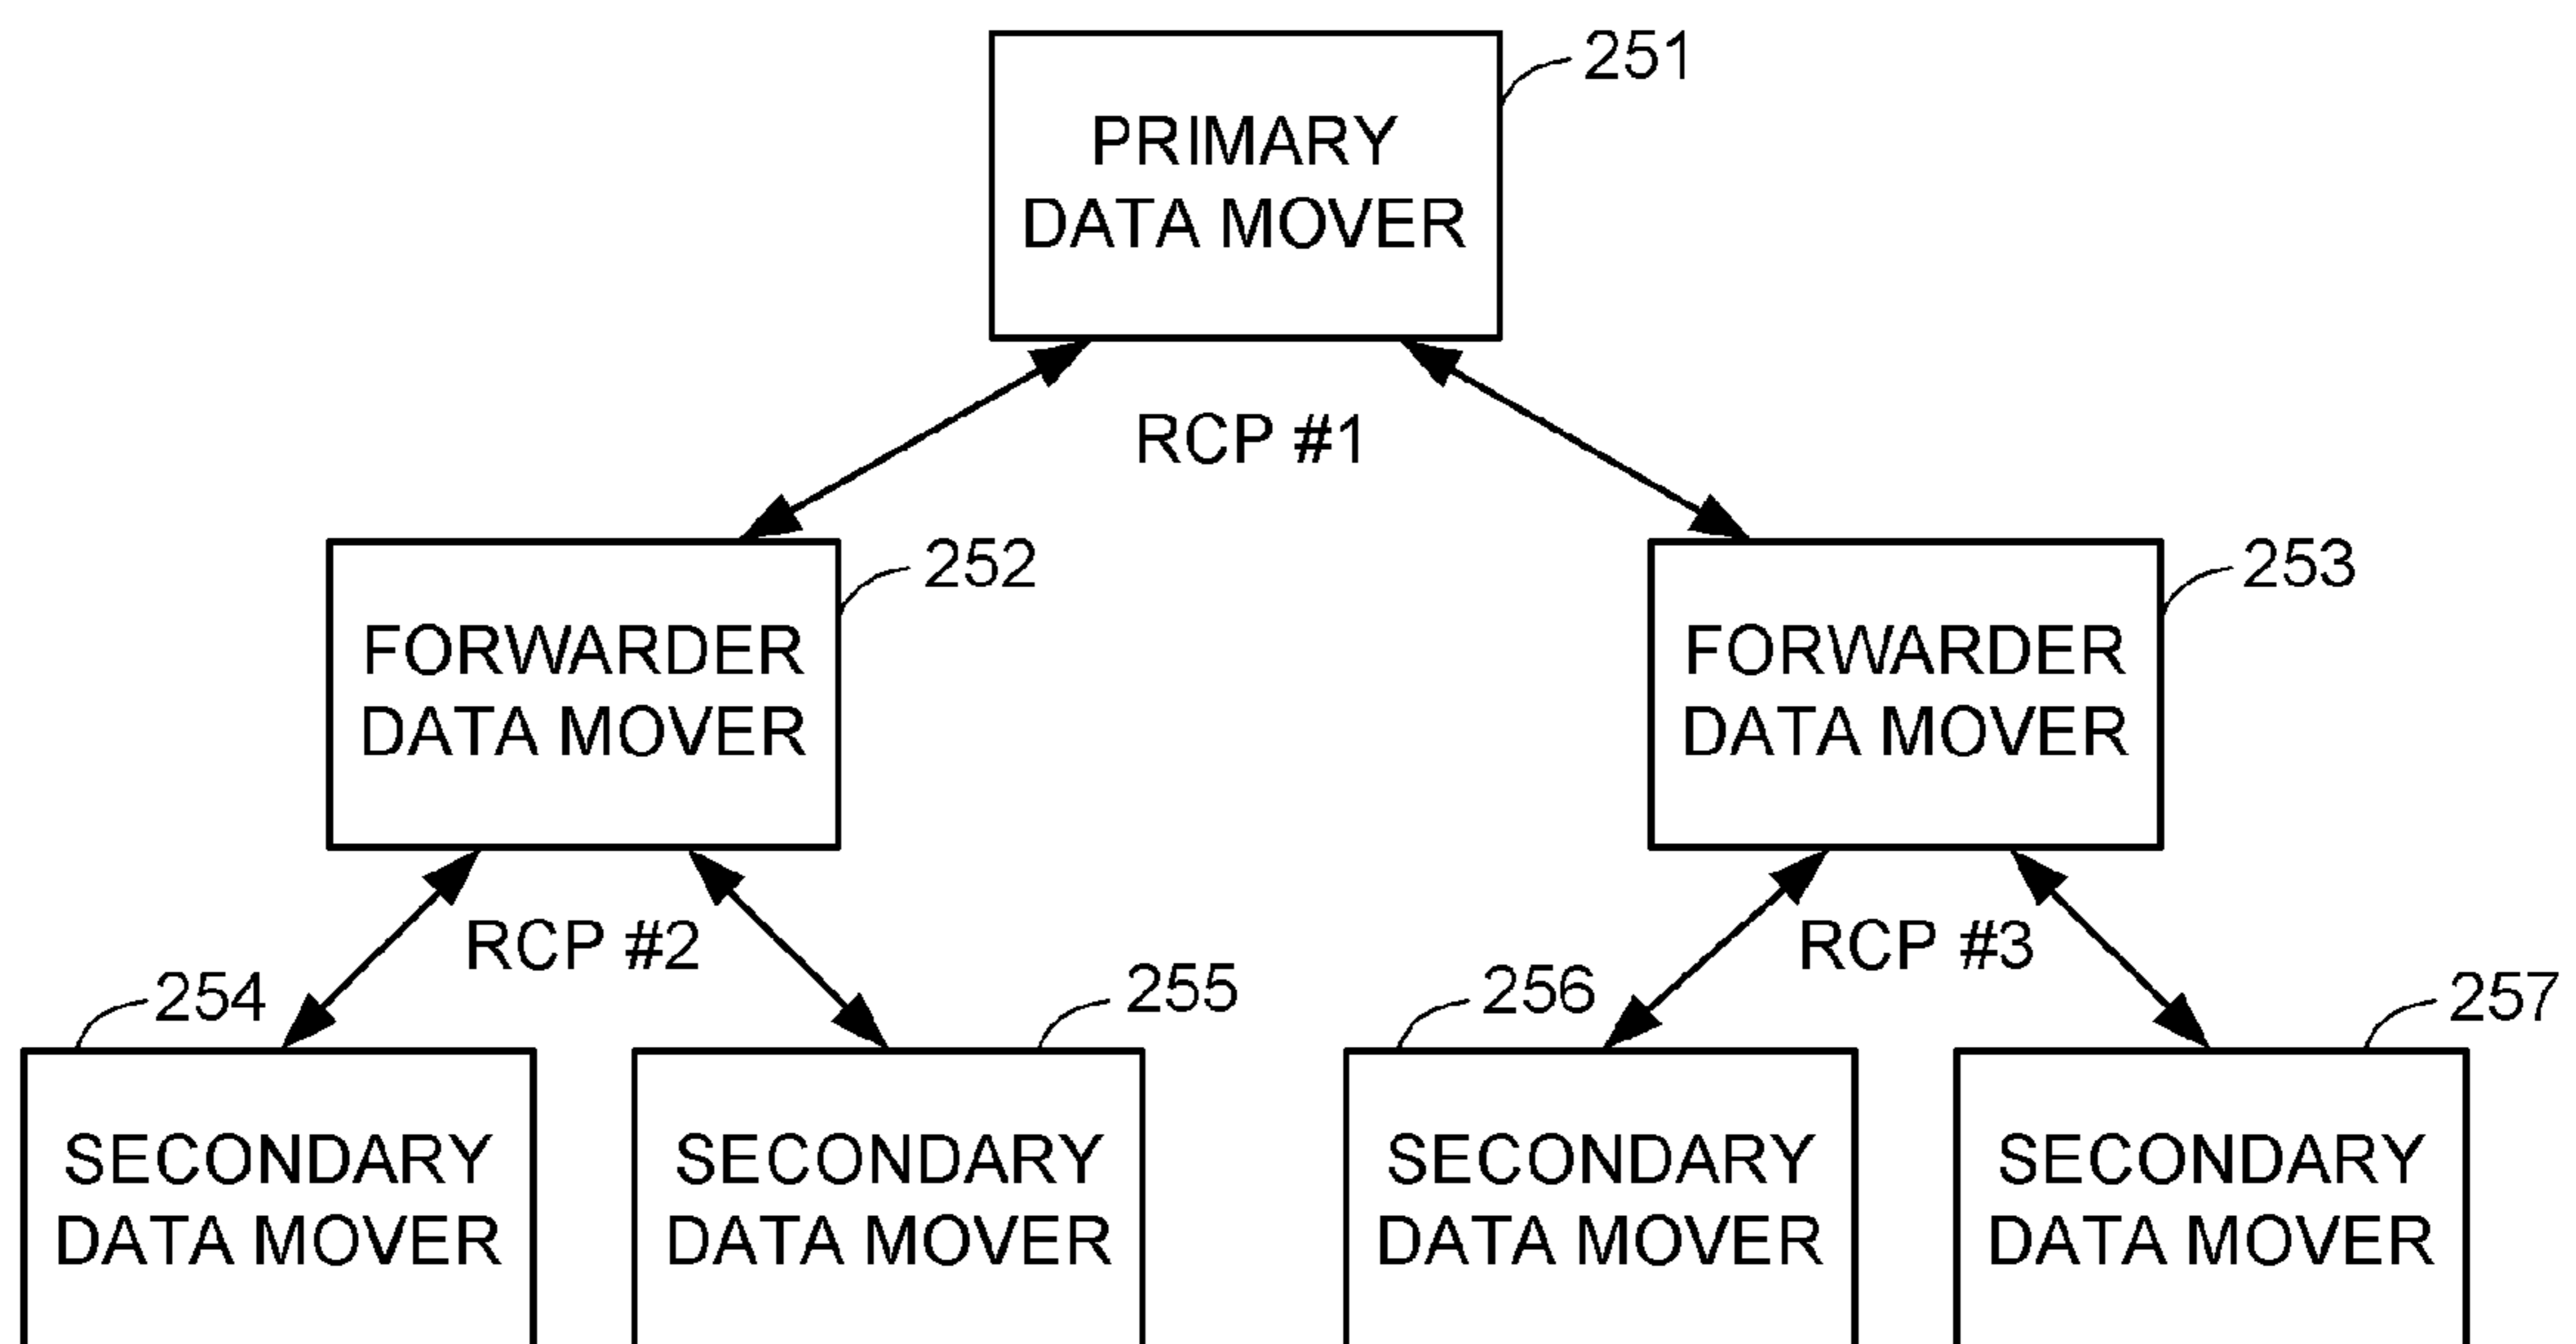 251
PRIMARY
DATA MOVER
RCP #1
252
FORWARDER
DATA MOVER
253
FORWARDER
DATA MOVER
RCP #2
RCP #3
254
SECONDARY
DATA MOVER
255
SECONDARY
DATA MOVER
256
SECONDARY
DATA MOVER
257
SECONDARY
DATA MOVER